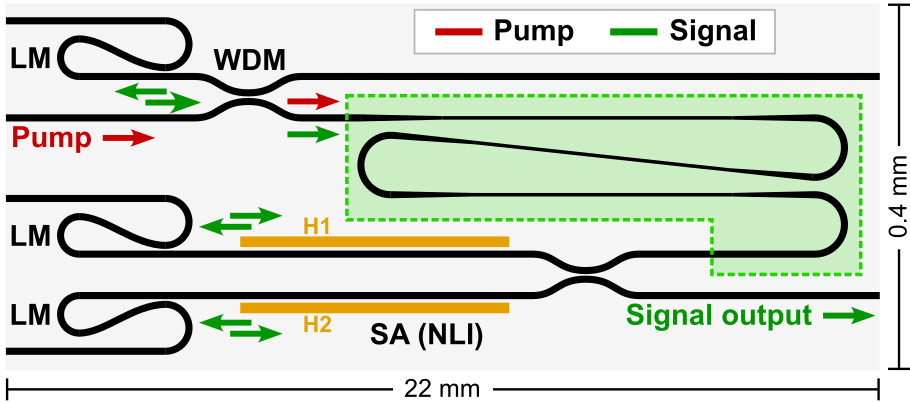 Pump Signal
LM
WDM
Pump
LM
H1
LM
H2
SA (NLI)
Signal output
0.4 mm
22 mm